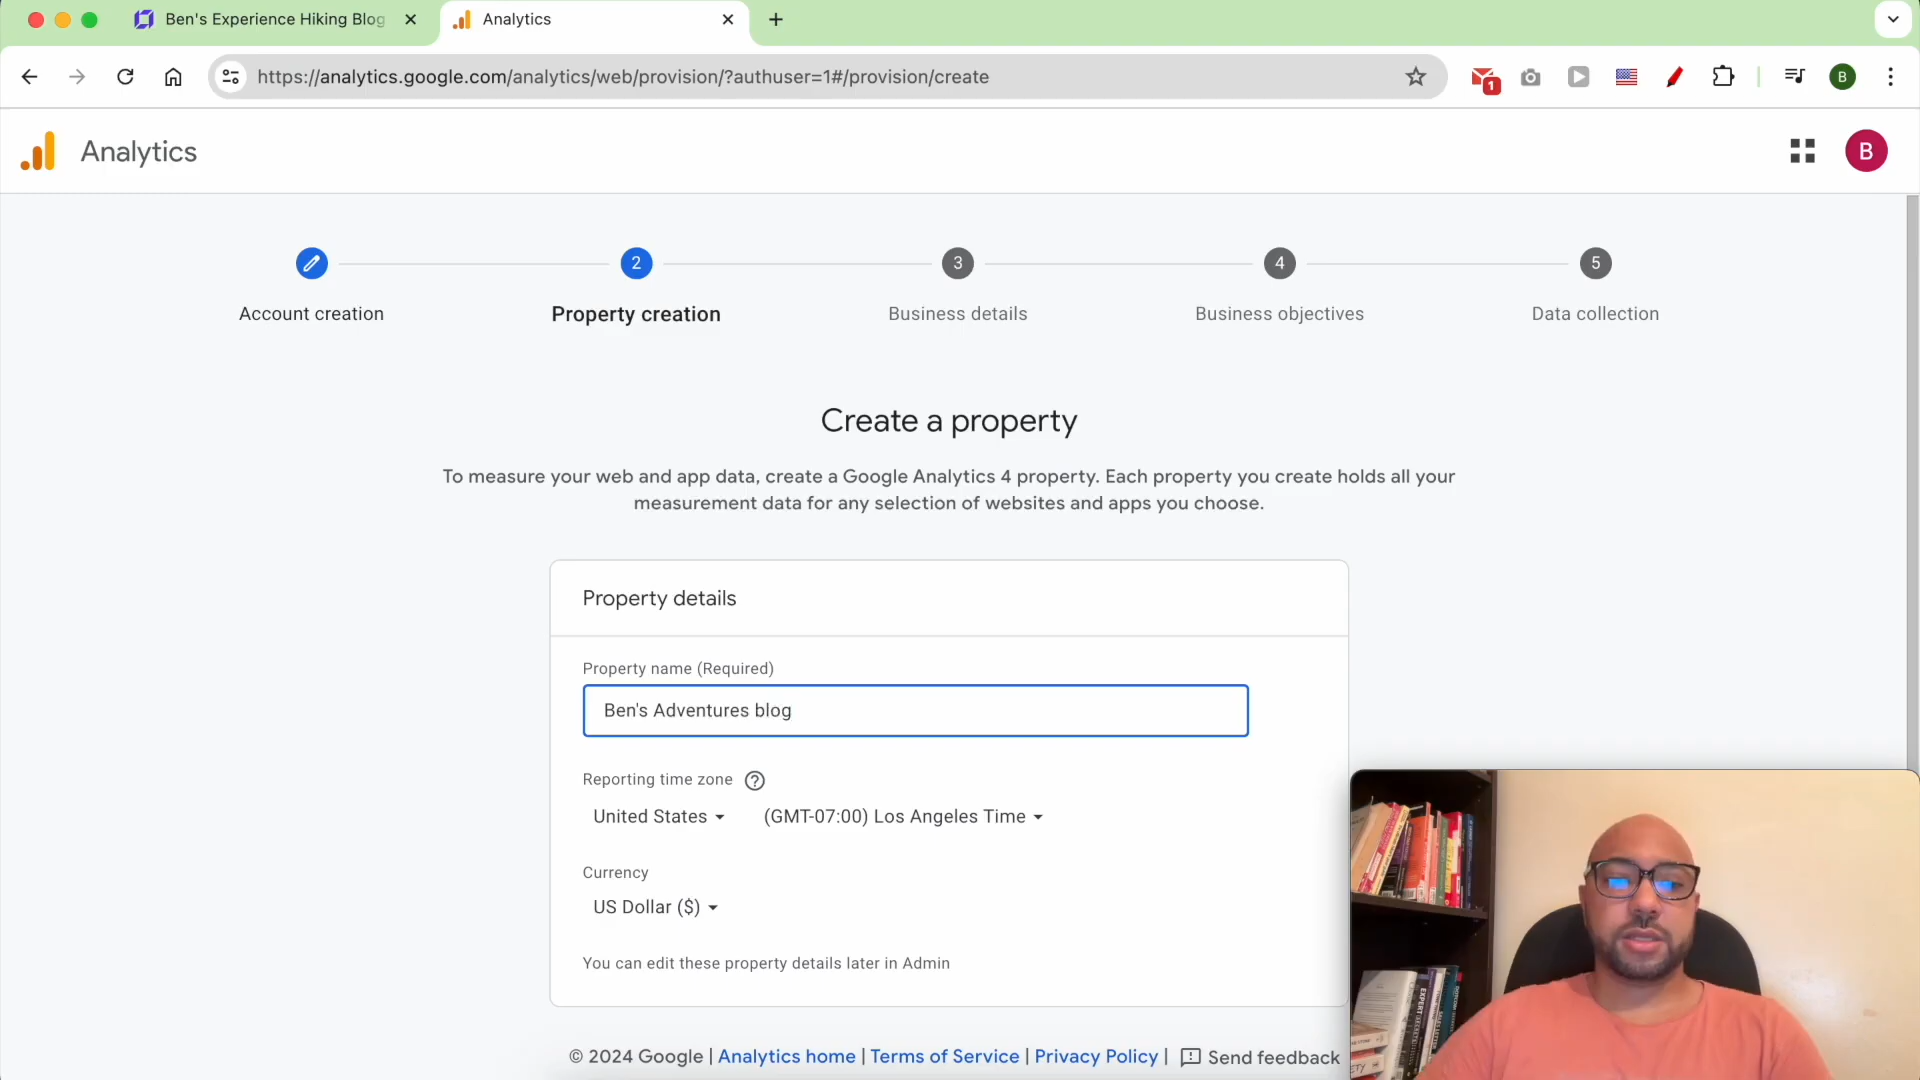 Ben's Experience Hiking Blog
Analytics
https://analytics.google.com/analytics/web/provision/?authuser=1#/provision/create
1
B
Analytics
B
2
3
4
5
Account creation
Property creation
Business details
Business objectives
Data collection
Create a property
To measure your web and app data, create a Google Analytics 4 property. Each property you create holds all your
measurement data for any selection of websites and apps you choose.
Property details
Property name (Required)
Ben's Adventures blog
Reporting time zone ?
United States (GMT-07:00) Los Angeles Time
Currency
US Dollar ($)
You can edit these property details later in Admin
© 2024 Google | Analytics home | Terms of Service | Privacy Policy | Send feedback